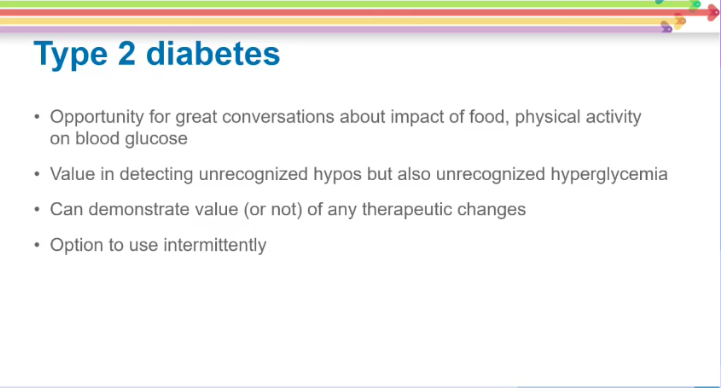 Type 2 diabetes
• Opportunity for great conversations about impact of food, physical activity
on blood glucose
• Value in detecting unrecognized hypos but also unrecognized hyperglycemia
• Can demonstrate value (or not) of any therapeutic changes
• Option to use intermittently